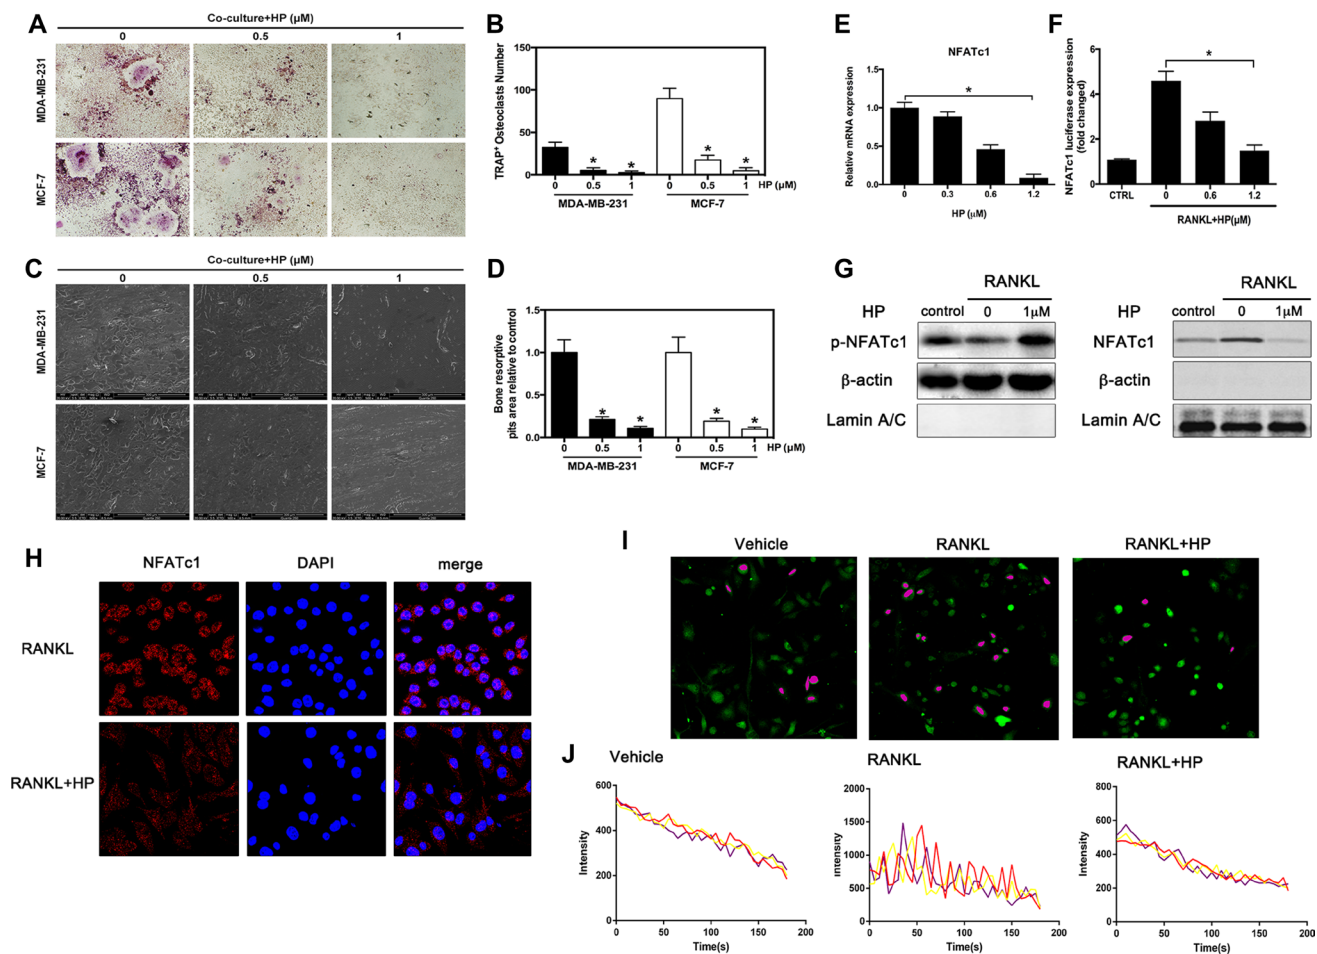 A
Co-culture+HP (µM)
0 0.5 1
MDA-MB-231
MCF-7
B
TRAP+ Osteoclasts Number
150
100
50
0
0 0.5 1 0 0.5 1 HP (µM)
MDA-MB-231 MCF-7
* * * *
C
Co-culture+HP (µM)
0 0.5 1
MDA-MB-231
MCF-7
D
Bone resorptive
pits area relative to control
1.5
1.0
0.5
0.0
0 0.5 1 0 0.5 1 HP (µM)
MDA-MB-231 MCF-7
* * * *
E
NFATc1
Relative mRNA expression
1.5
1.0
0.5
0.0
*
0 0.3 0.6 1.2
HP (µM)
F
NFATc1 luciferase expression
(fold changed)
6
4
2
0
*
CTRL 0 0.6 1.2
RANKL+HP(µM)
G
RANKL
HP control 0 1µM
p-NFATc1
β-actin
Lamin A/C
RANKL
HP control 0 1µM
NFATc1
β-actin
Lamin A/C
H
NFATc1 DAPI merge
RANKL
RANKL+HP
I
Vehicle RANKL RANKL+HP
J
Vehicle
Intensity
600
400
200
0
0 50 100 150 200
Time(s)
RANKL
Intensity
2000
1500
1000
500
0
0 50 100 150 200
Time(s)
RANKL+HP
Intensity
800
600
400
200
0
0 50 100 150 200
Time(s)